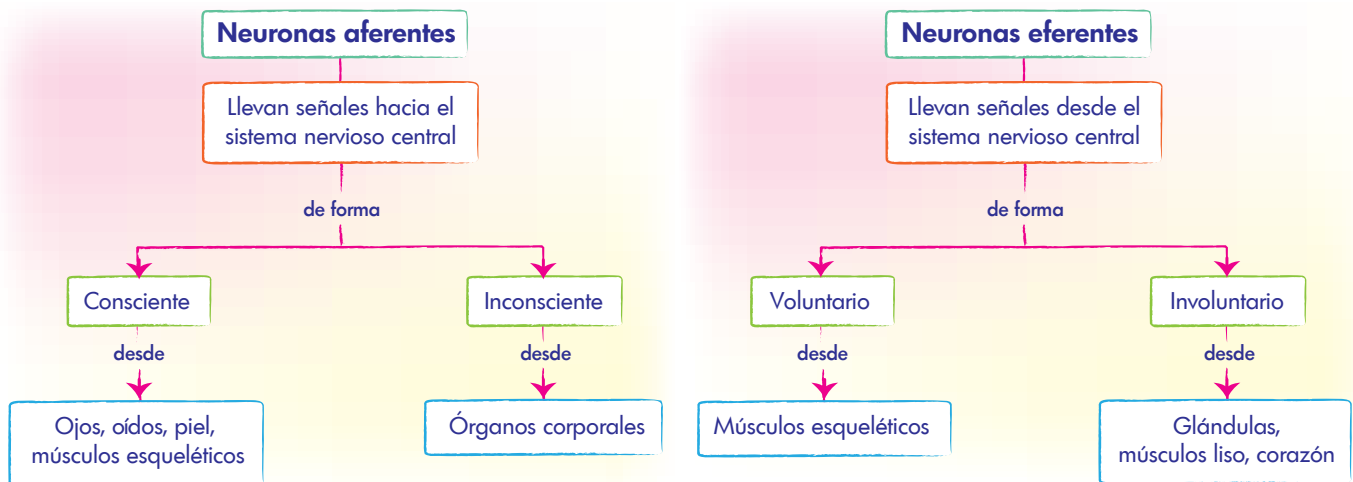 Neuronas aferentes
Llevan señales hacia el
sistema nervioso central
de forma
Consciente
Inconsciente
desde
desde
Ojos, oídos, piel,
músculos esqueléticos
Órganos corporales
Neuronas eferentes
Llevan señales desde el
sistema nervioso central
de forma
Voluntario
Involuntario
desde
desde
Músculos esqueléticos
Glándulas,
músculos liso, corazón